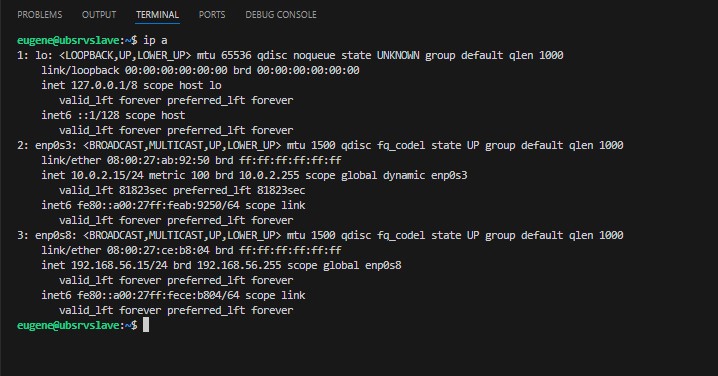 PROBLEMS OUTPUT TERMINAL PORTS DEBUG CONSOLE
eugene@ubsrvslave:~$ ip a
1: lo: <LOOPBACK,UP,LOWER_UP> mtu 65536 qdisc noqueue state UNKNOWN group default qlen 1000
    link/loopback 00:00:00:00:00:00 brd 00:00:00:00:00:00
    inet 127.0.0.1/8 scope host lo
       valid_lft forever preferred_lft forever
    inet6 ::1/128 scope host
       valid_lft forever preferred_lft forever
2: enp0s3: <BROADCAST,MULTICAST,UP,LOWER_UP> mtu 1500 qdisc fq_codel state UP group default qlen 1000
    link/ether 08:00:27:ab:92:50 brd ff:ff:ff:ff:ff:ff
    inet 10.0.2.15/24 metric 100 brd 10.0.2.255 scope global dynamic enp0s3
       valid_lft 81823sec preferred_lft 81823sec
    inet6 fe80::a00:27ff:feab:9250/64 scope link
       valid_lft forever preferred_lft forever
3: enp0s8: <BROADCAST,MULTICAST,UP,LOWER_UP> mtu 1500 qdisc fq_codel state UP group default qlen 1000
    link/ether 08:00:27:ce:b8:04 brd ff:ff:ff:ff:ff:ff
    inet 192.168.56.15/24 brd 192.168.56.255 scope global enp0s8
       valid_lft forever preferred_lft forever
    inet6 fe80::a00:27ff:fece:b804/64 scope link
       valid_lft forever preferred_lft forever
eugene@ubsrvslave:~$